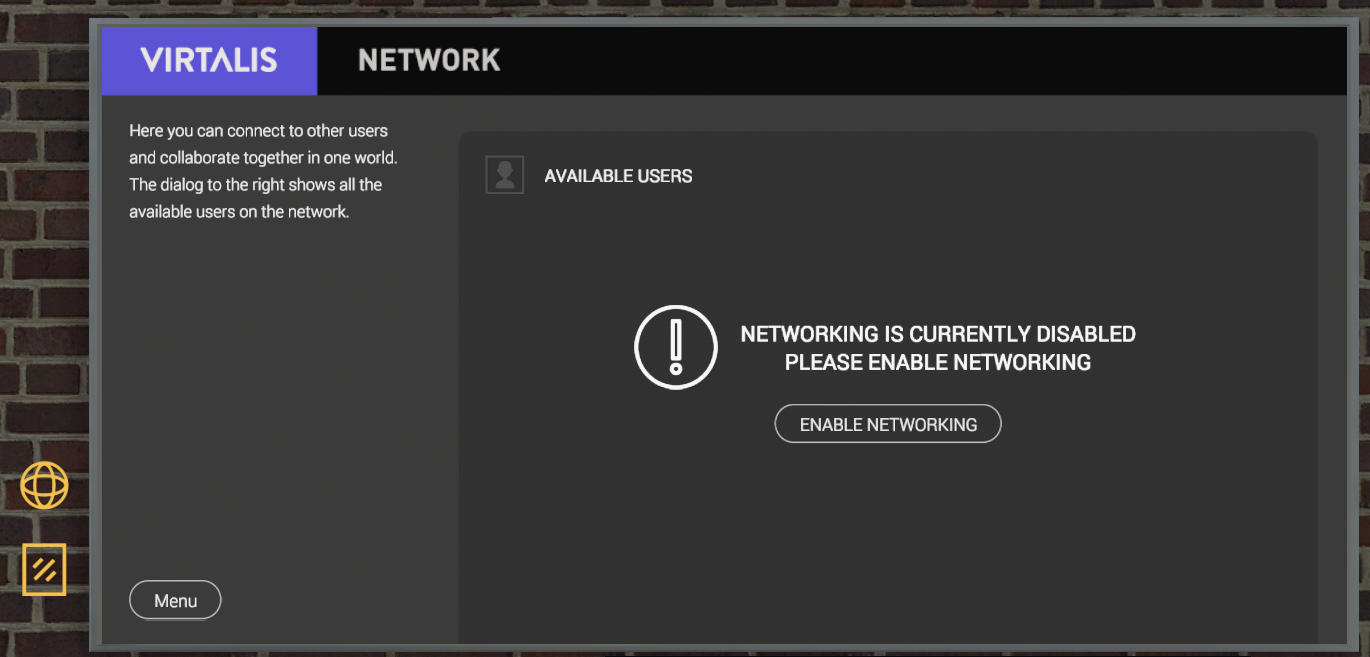 VIRTALIS
NETWORK
Here you can connect to other users
and collaborate together in one world.
The dialog to the right shows all the
available users on the network.
AVAILABLE USERS
NETWORKING IS CURRENTLY DISABLED
PLEASE ENABLE NETWORKING
ENABLE NETWORKING
Menu